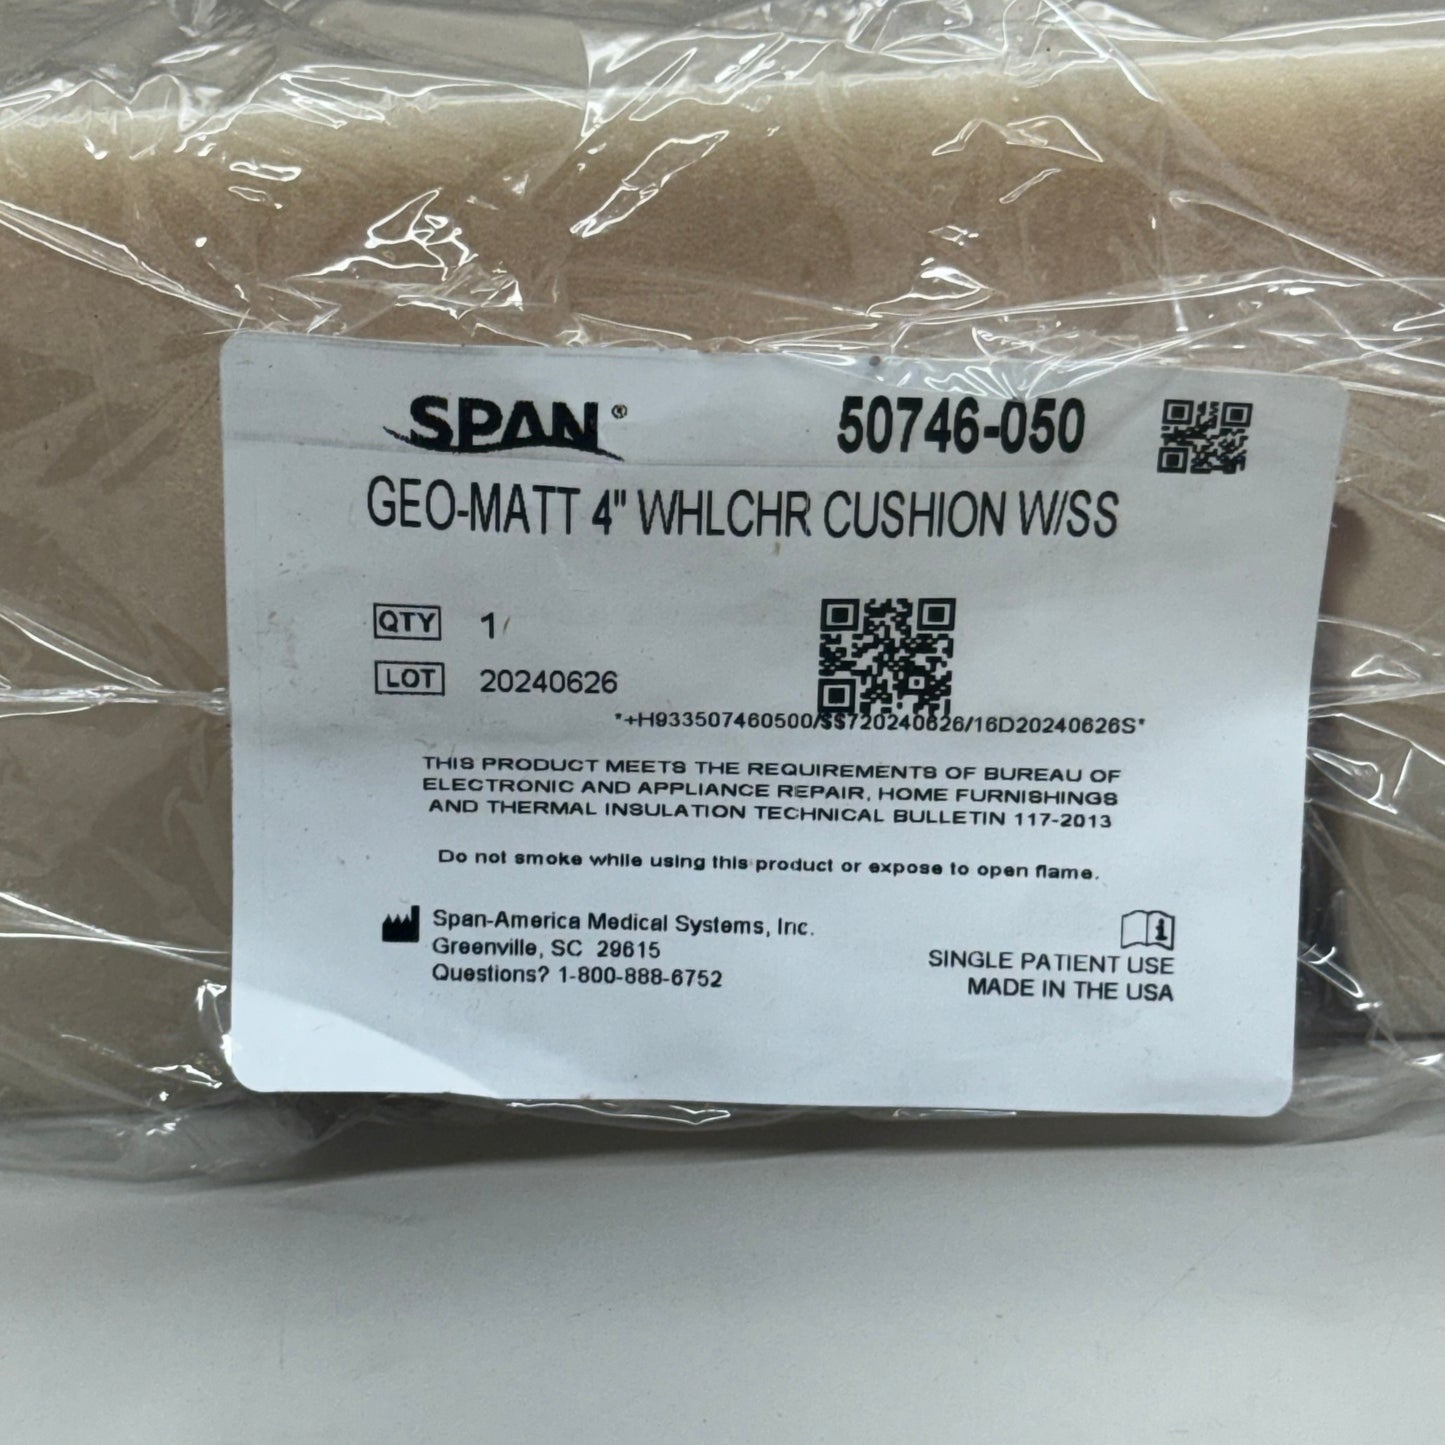 SPAN®
50746-050
GEO-MATT 4" WHLCHR CUSHION W/SS
QTY 1
LOT 20240626
*+H933507460500/$$720240626/16D20240626S*
THIS PRODUCT MEETS THE REQUIREMENTS OF BUREAU OF
ELECTRONIC AND APPLIANCE REPAIR, HOME FURNISHINGS
AND THERMAL INSULATION TECHNICAL BULLETIN 117-2013
Do not smoke while using this product or expose to open flame.
Span-America Medical Systems, Inc.
Greenville, SC 29615
Questions? 1-800-888-6752
SINGLE PATIENT USE
MADE IN THE USA